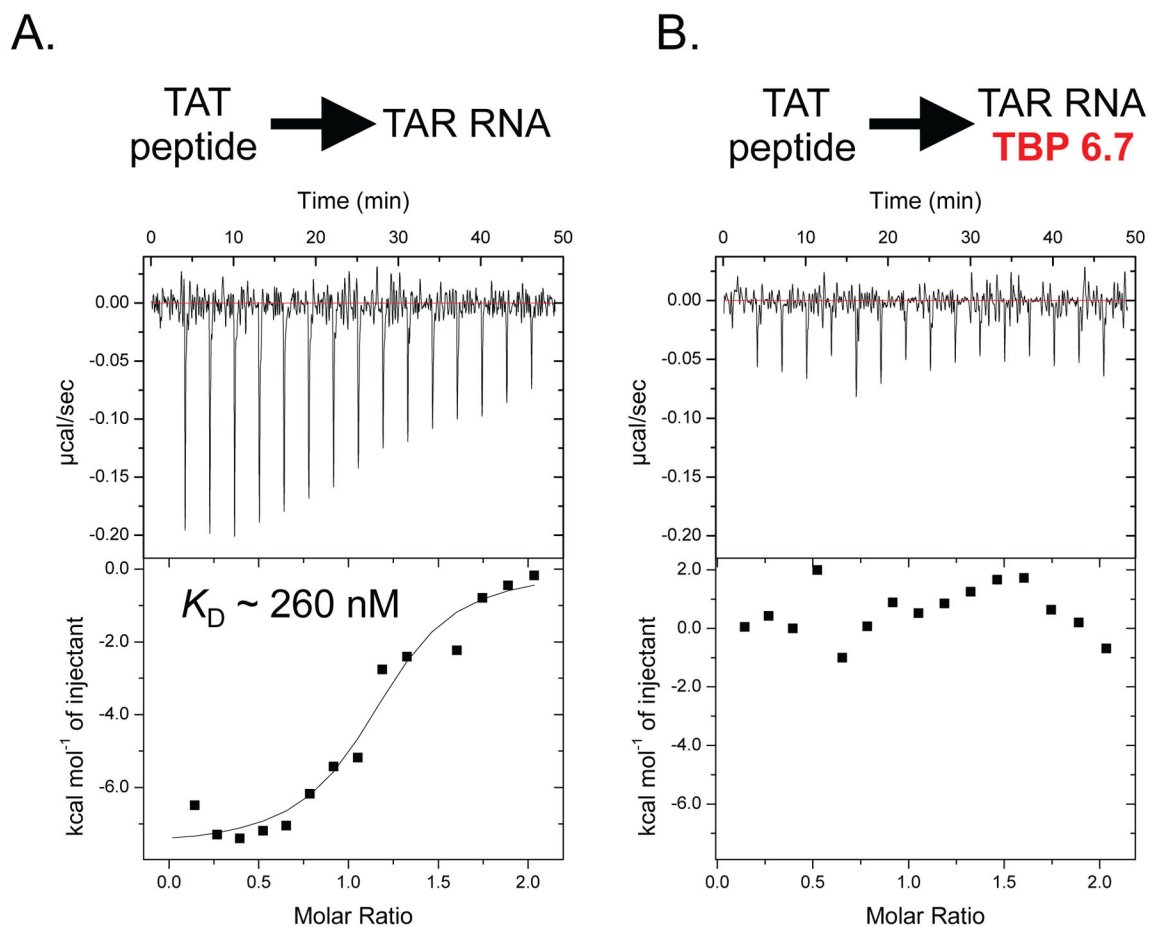 A.
TAT
peptide
TAR RNA
Time (min)
0 10 20 30 40 50
0.00
-0.05
-0.10
-0.15
-0.20
µcal/sec
KD ~ 260 nM
0.0
-2.0
-4.0
-6.0
kcal mol-1 of injectant
0.0 0.5 1.0 1.5 2.0
Molar Ratio
B.
TAT
peptide
TAR RNA
TBP 6.7
Time (min)
0 10 20 30 40 50
0.00
-0.05
-0.10
-0.15
-0.20
µcal/sec
2.0
0.0
-2.0
-4.0
-6.0
kcal mol-1 of injectant
0.0 0.5 1.0 1.5 2.0
Molar Ratio